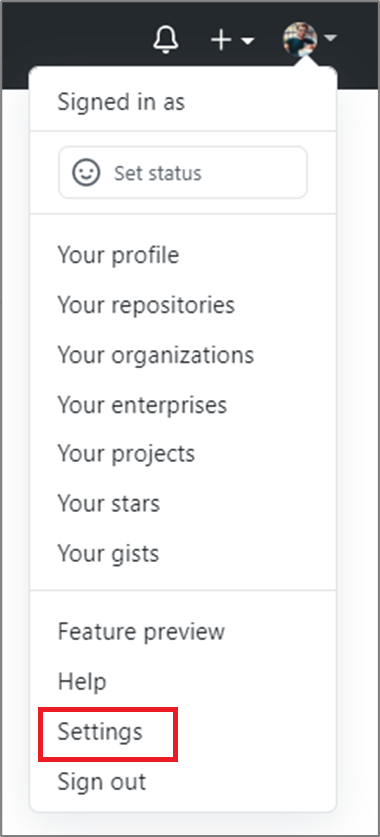 Signed in as
Set status
Your profile
Your repositories
Your organizations
Your enterprises
Your projects
Your stars
Your gists
Feature preview
Help
Settings
Sign out